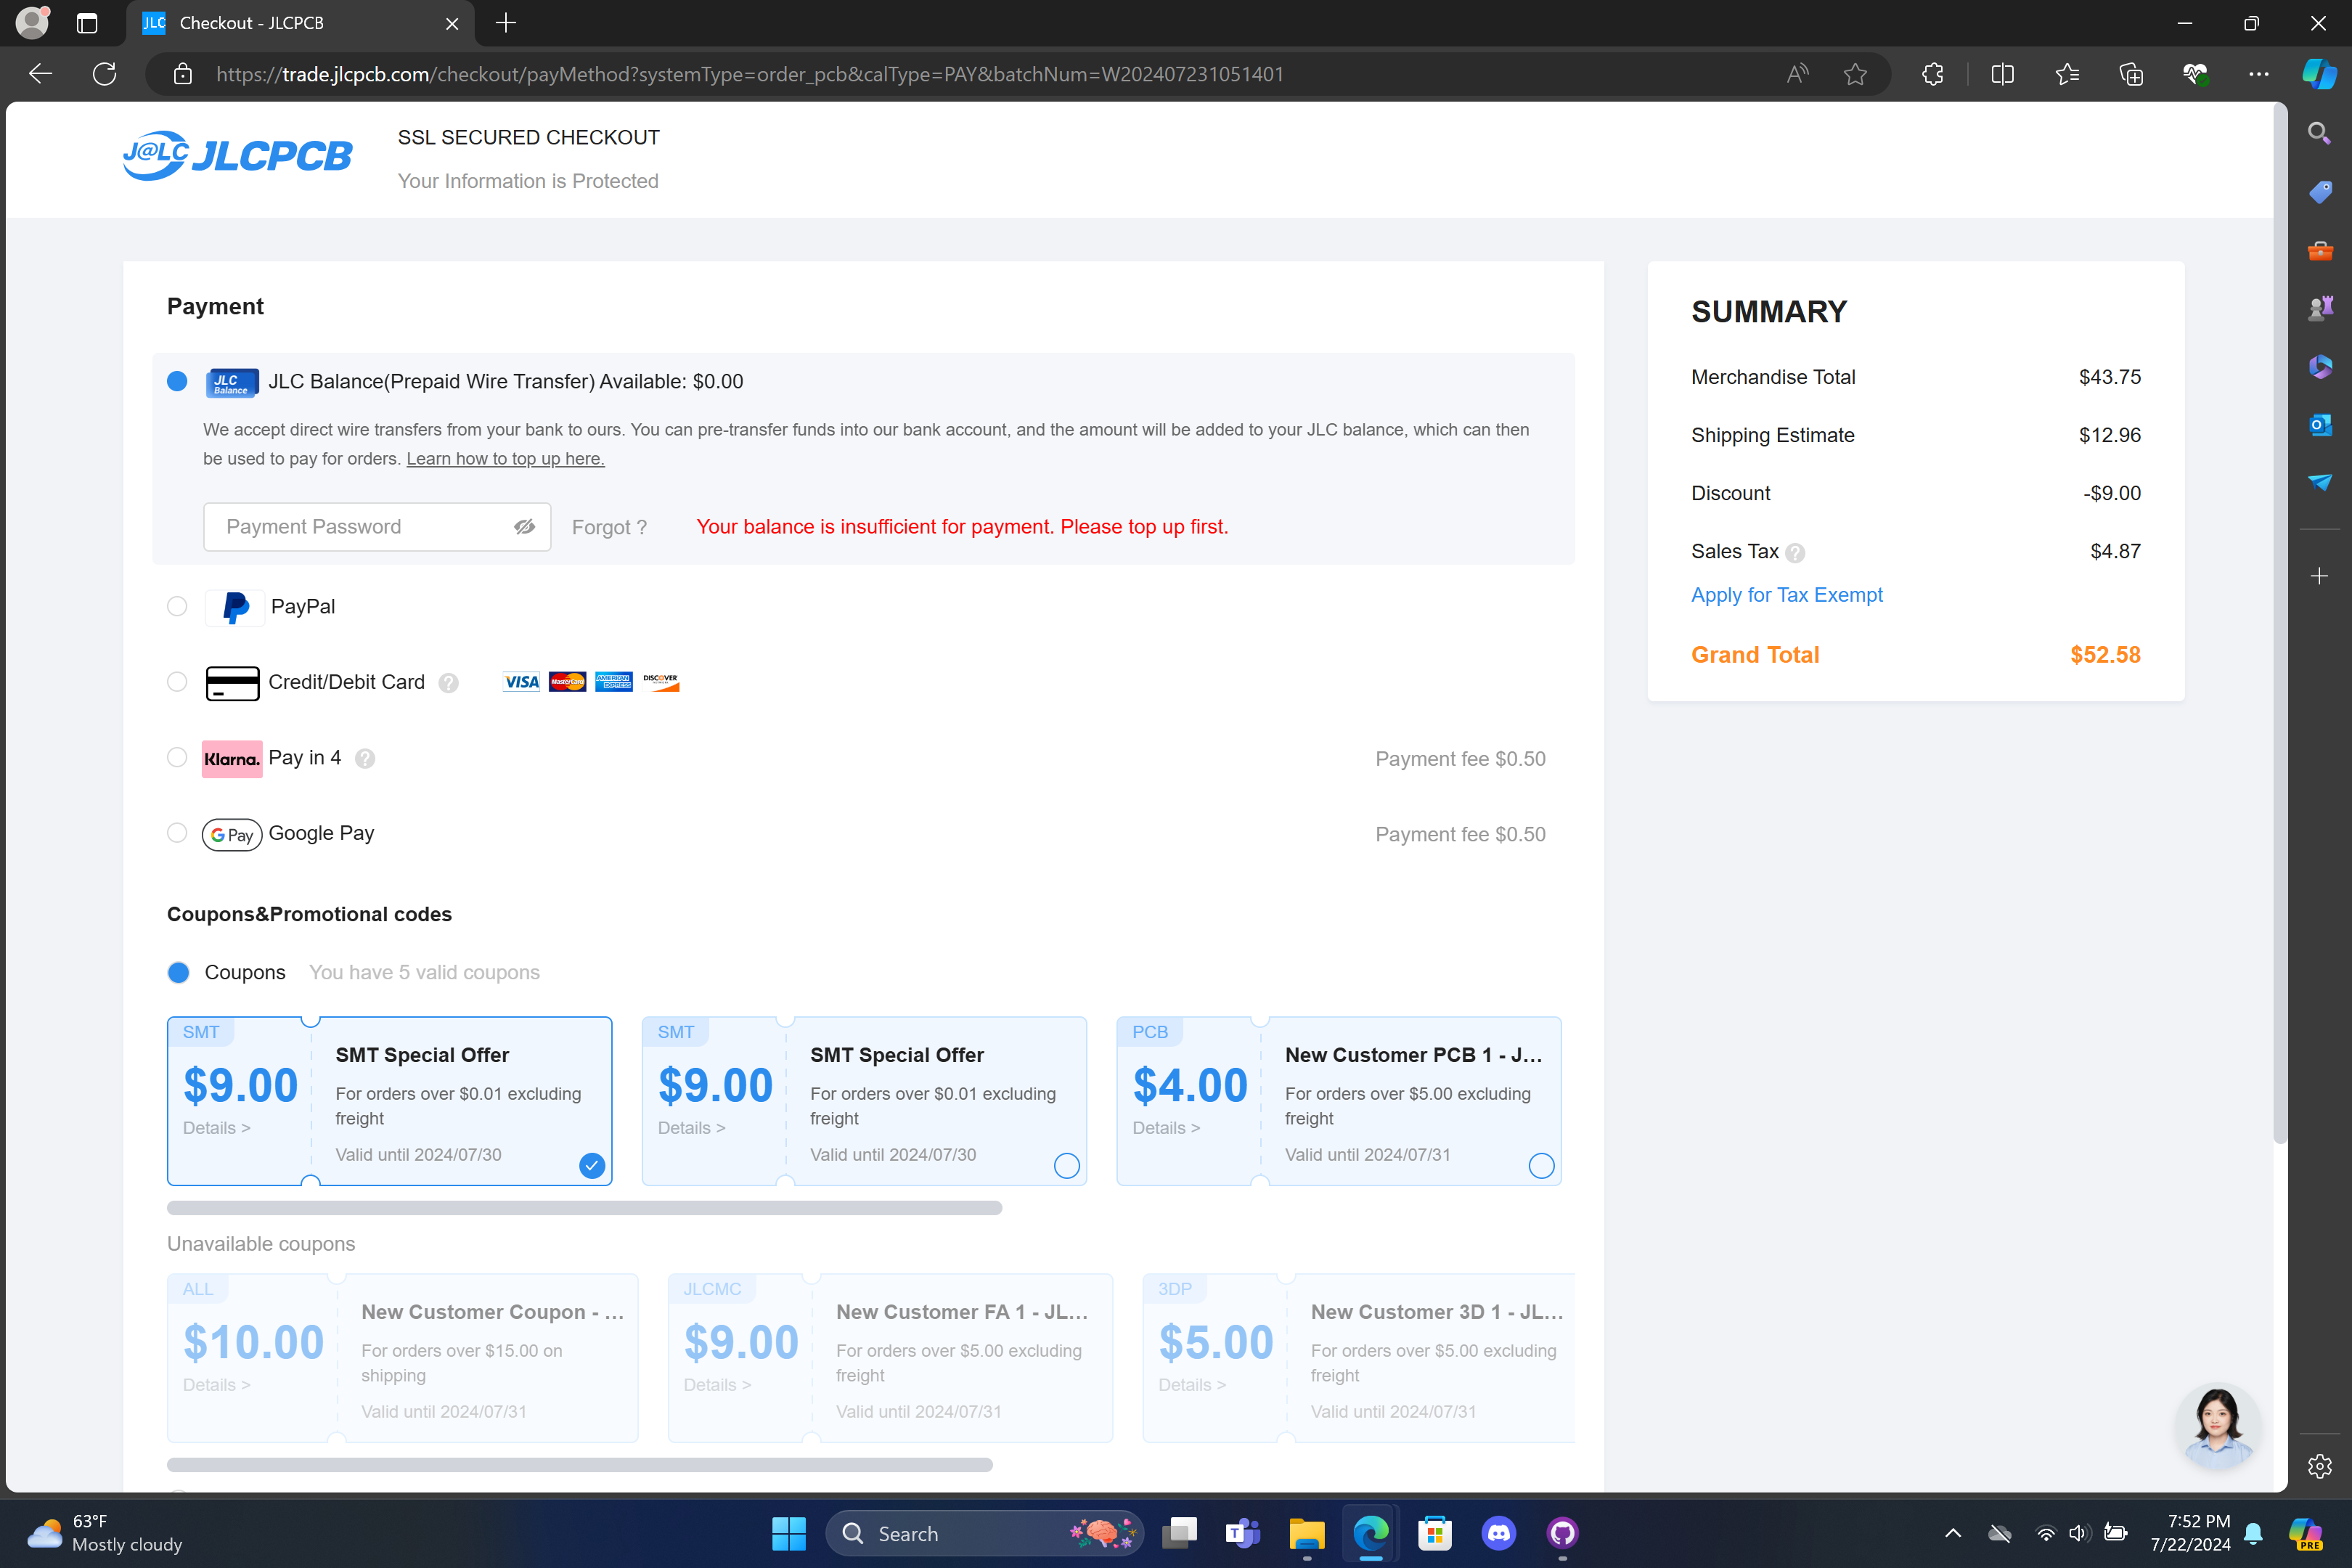 JLC Checkout - JLCPCB
https://trade.jlcpcb.com/checkout/payMethod?systemType=order_pcb&calType=PAY&batchNum=W202407231051401
J@LC JLCPCB
SSL SECURED CHECKOUT
Your Information is Protected
Payment
JLC Balance
JLC Balance(Prepaid Wire Transfer) Available: $0.00
We accept direct wire transfers from your bank to ours. You can pre-transfer funds into our bank account, and the amount will be added to your JLC balance, which can then
be used to pay for orders. Learn how to top up here.
Payment Password
Forgot ?
Your balance is insufficient for payment. Please top up first.
PayPal
Credit/Debit Card ?
VISA MasterCard AMERICAN EXPRESS DISCOVER
Klarna. Pay in 4 ?
Payment fee $0.50
G Pay Google Pay
Payment fee $0.50
Coupons&Promotional codes
Coupons You have 5 valid coupons
SMT
$9.00
Details >
SMT Special Offer
For orders over $0.01 excluding
freight
Valid until 2024/07/30
SMT
$9.00
Details >
SMT Special Offer
For orders over $0.01 excluding
freight
Valid until 2024/07/30
PCB
$4.00
Details >
New Customer PCB 1 - J...
For orders over $5.00 excluding
freight
Valid until 2024/07/31
Unavailable coupons
ALL
$10.00
Details >
New Customer Coupon - ...
For orders over $15.00 on
shipping
Valid until 2024/07/31
JLCMC
$9.00
Details >
New Customer FA 1 - JL...
For orders over $5.00 excluding
freight
Valid until 2024/07/31
3DP
$5.00
Details >
New Customer 3D 1 - JL...
For orders over $5.00 excluding
freight
Valid until 2024/07/31
SUMMARY
Merchandise Total $43.75
Shipping Estimate $12.96
Discount -$9.00
Sales Tax ? $4.87
Apply for Tax Exempt
Grand Total $52.58
63°F
Mostly cloudy
Search
7:52 PM
7/22/2024
PRE